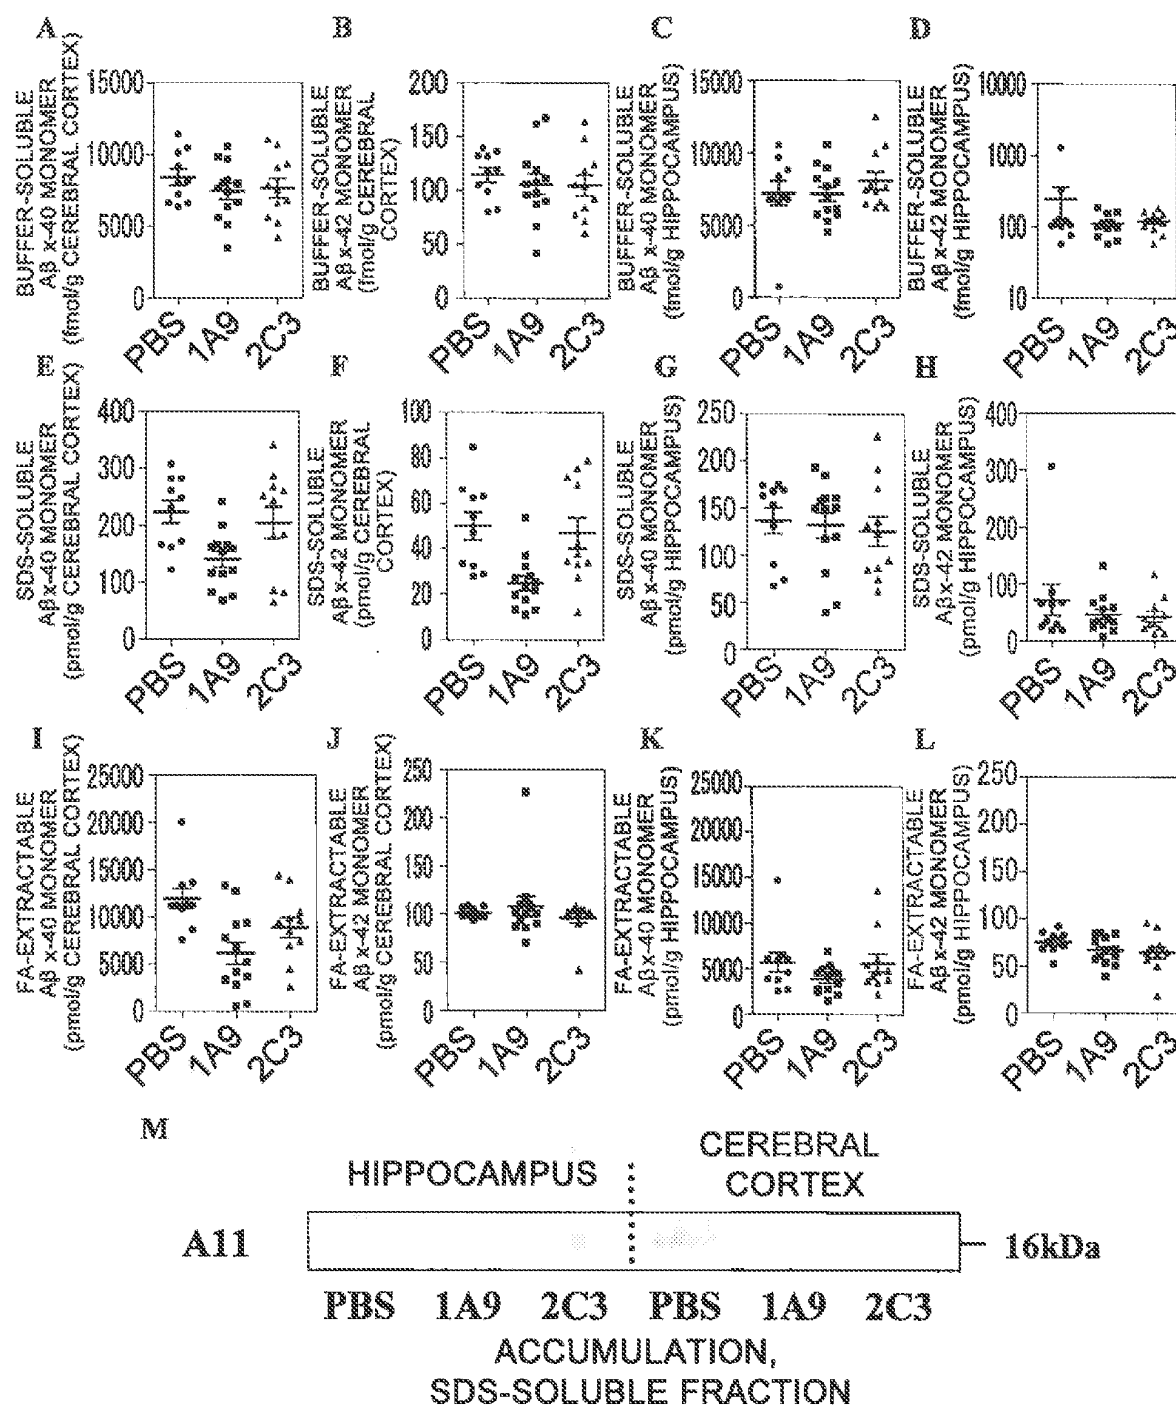 A
BUFFER-SOLUBLE
Aβ x-40 MONOMER
(fmol/g CEREBRAL CORTEX)
15000
10000
5000
0
PBS
1A9
2C3
B
BUFFER-SOLUBLE
Aβ x-42 MONOMER
(fmol/g CEREBRAL
CORTEX)
200
150
100
50
0
PBS
1A9
2C3
C
BUFFER-SOLUBLE
Aβ x-40 MONOMER
(fmol/g HIPPOCAMPUS)
15000
10000
5000
0
PBS
1A9
2C3
D
BUFFER-SOLUBLE
Aβ x-42 MONOMER
(fmol/g HIPPOCAMPUS)
10000
1000
100
10
PBS
1A9
2C3
E
SDS-SOLUBLE
Aβ x-40 MONOMER
(pmol/g CEREBRAL CORTEX)
400
300
200
100
0
PBS
1A9
2C3
F
SDS-SOLUBLE
Aβ x-42 MONOMER
(pmol/g CEREBRAL
CORTEX)
100
80
60
40
20
0
PBS
1A9
2C3
G
SDS-SOLUBLE
Aβ x-40 MONOMER
(pmol/g HIPPOCAMPUS)
250
200
150
100
50
0
PBS
1A9
2C3
H
SDS-SOLUBLE
Aβ x-42 MONOMER
(pmol/g HIPPOCAMPUS)
400
300
200
100
0
PBS
1A9
2C3
I
FA-EXTRACTABLE
Aβ x-40 MONOMER
(pmol/g CEREBRAL CORTEX)
25000
20000
15000
10000
5000
0
PBS
1A9
2C3
J
FA-EXTRACTABLE
Aβ x-42 MONOMER
(pmol/g CEREBRAL CORTEX)
250
200
150
100
50
0
PBS
1A9
2C3
K
FA-EXTRACTABLE
Aβ x-40 MONOMER
(pmol/g HIPPOCAMPUS)
25000
20000
15000
10000
5000
0
PBS
1A9
2C3
L
FA-EXTRACTABLE
Aβ x-42 MONOMER
(pmol/g HIPPOCAMPUS)
250
200
150
100
50
0
PBS
1A9
2C3
M
HIPPOCAMPUS
CEREBRAL
CORTEX
A11
16kDa
PBS 1A9 2C3 PBS 1A9 2C3
ACCUMULATION,
SDS-SOLUBLE FRACTION